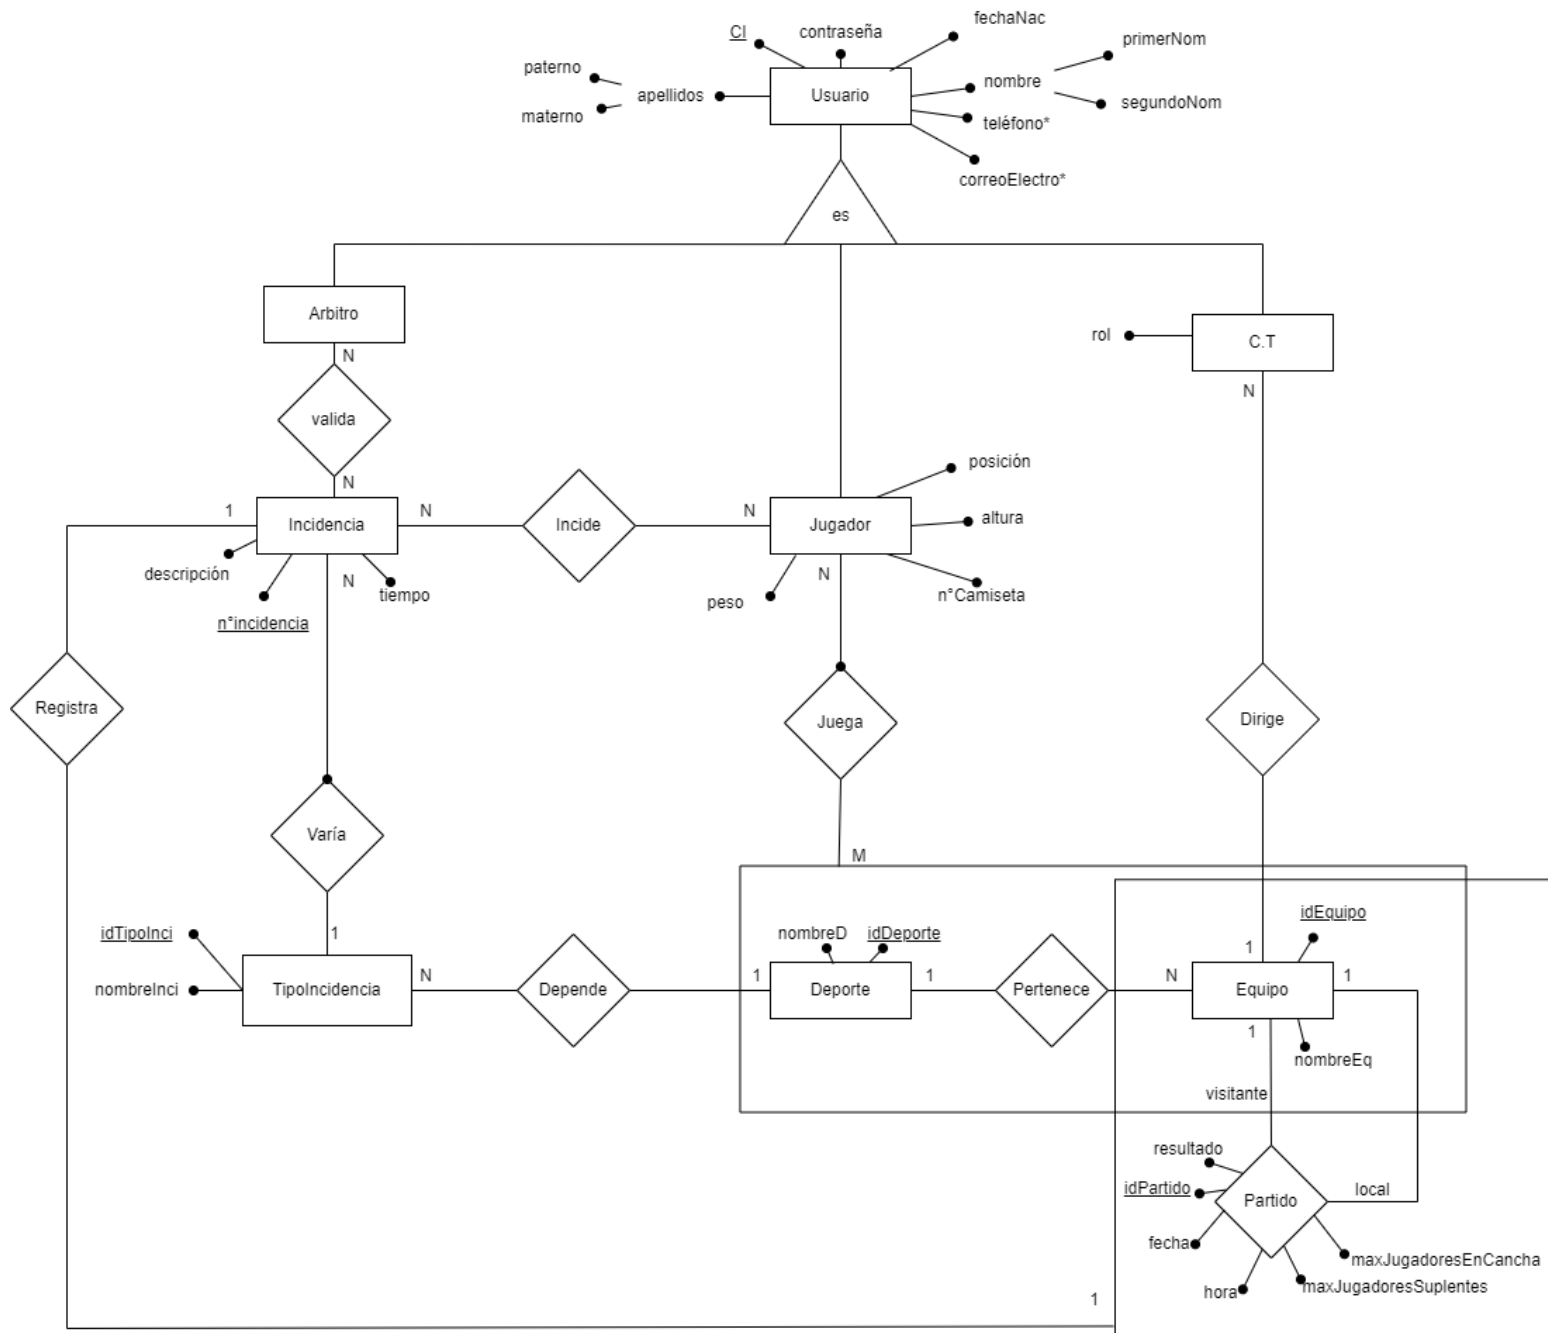 fechaNac
CI
contraseña
primerNom
paterno
nombre
apellidos
Usuario
segundoNom
materno
teléfono*
correoElectro*
es
Arbitro
rol
C.T
N
N
valida
posición
N
1
N
N
Incidencia
Incide
Jugador
altura
descripción
N
tiempo
N
peso
n°Camiseta
n°incidencia
Registra
Juega
Dirige
Varía
M
idTipoInci
1
nombreD
idDeporte
idEquipo
1
N
1
1
N
1
nombreInci
TipoIncidencia
Depende
Deporte
Pertenece
Equipo
1
nombreEq
visitante
resultado
idPartido
Partido
local
fecha
maxJugadoresEnCancha
hora
maxJugadoresSuplentes
1